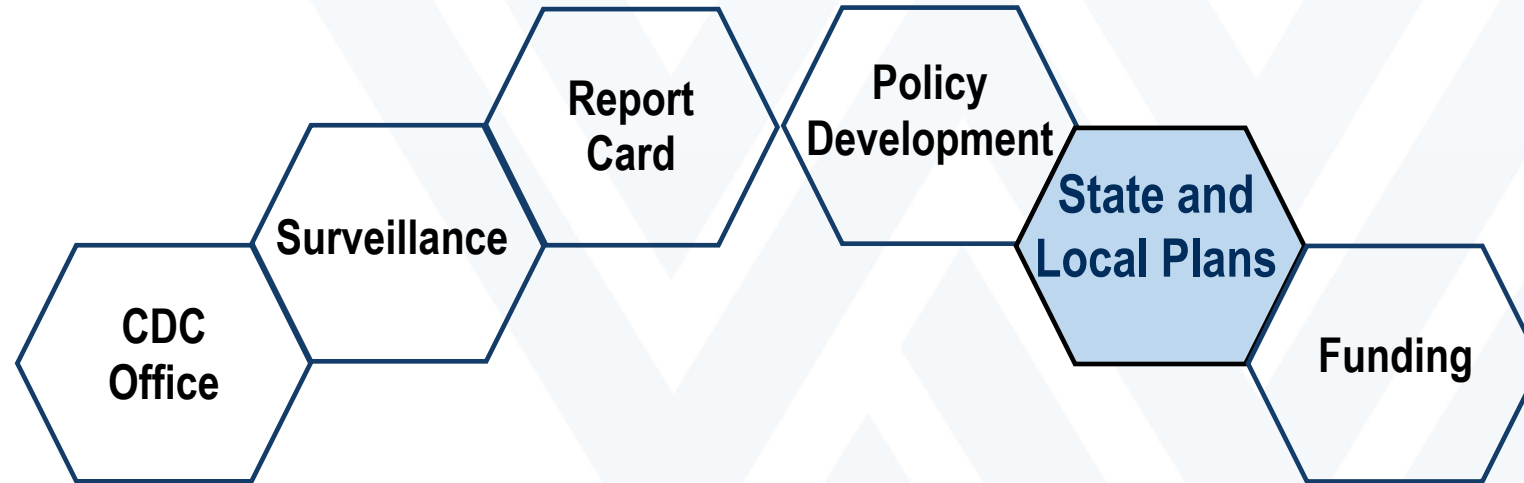 CDC
Office
Surveillance
Report
Card
Policy
Development
State and
Local Plans
Funding